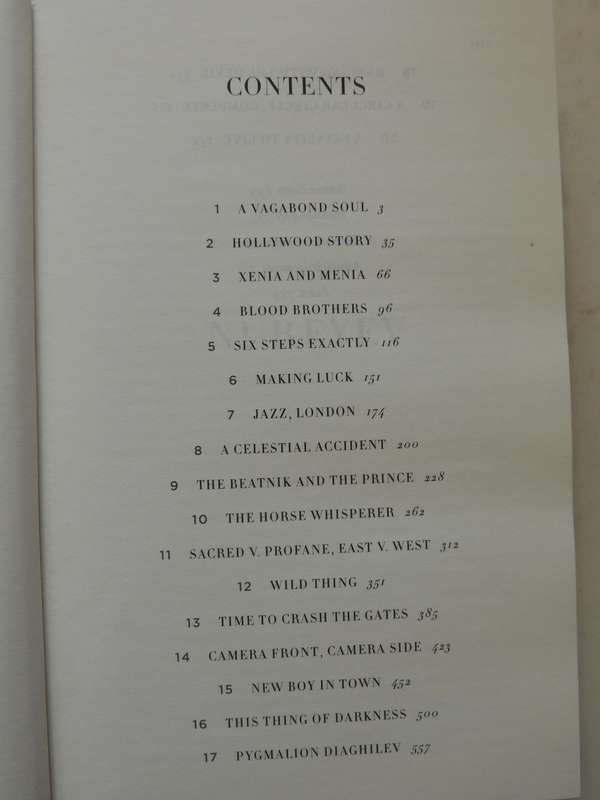 CONTENTS
1 A VAGABOND SOUL 3
2 HOLLYWOOD STORY 35
3 XENIA AND MENIA 66
4 BLOOD BROTHERS 96
5 SIX STEPS EXACTLY 116
6 MAKING LUCK 151
7 JAZZ, LONDON 174
8 A CELESTIAL ACCIDENT 200
9 THE BEATNIK AND THE PRINCE 228
10 THE HORSE WHISPERER 262
11 SACRED V. PROFANE, EAST V. WEST 312
12 WILD THING 351
13 TIME TO CRASH THE GATES 385
14 CAMERA FRONT, CAMERA SIDE 423
15 NEW BOY IN TOWN 452
16 THIS THING OF DARKNESS 500
17 PYGMALION DIAGHILEV 557